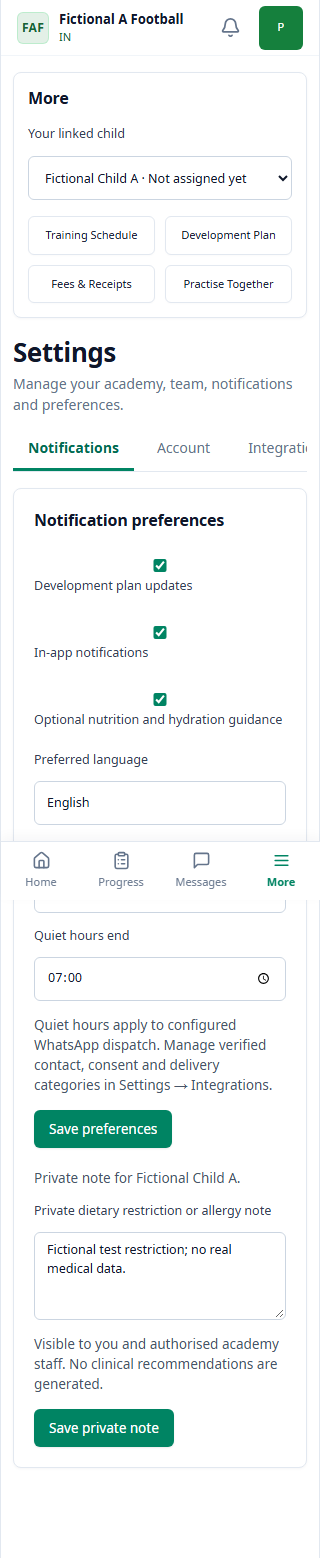 FAF
Fictional A Football
IN
P
More
Your linked child
Fictional Child A · Not assigned yet
Training Schedule
Development Plan
Fees & Receipts
Practise Together
Settings
Manage your academy, team, notifications
and preferences.
Notifications
Account
Notification preferences
Development plan updates
In-app notifications
Optional nutrition and hydration guidance
Preferred language
English
Home
Progress
Messages
More
Quiet hours end
07:00
Quiet hours apply to configured
WhatsApp dispatch. Manage verified
contact, consent and delivery
categories in Settings → Integrations.
Save preferences
Private note for Fictional Child A.
Private dietary restriction or allergy note
Fictional test restriction; no real
medical data.
Visible to you and authorised academy
staff. No clinical recommendations are
generated.
Save private note